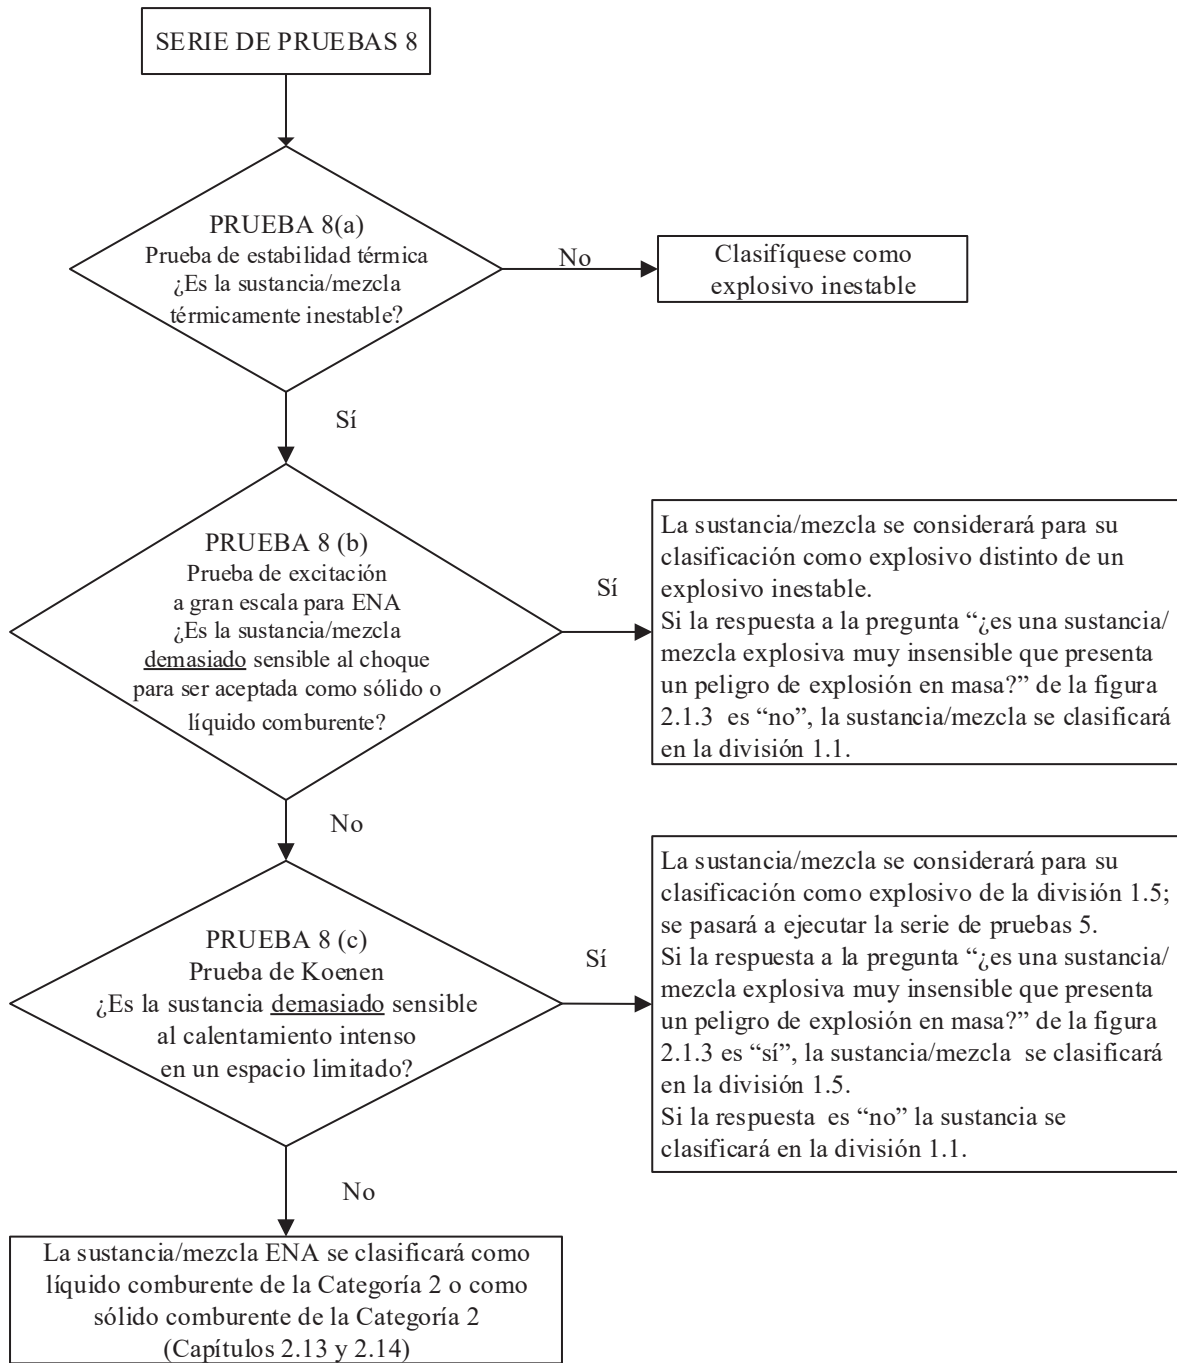 SERIE DE PRUEBAS 8
PRUEBA 8(a)
Prueba de estabilidad térmica
¿Es la sustancia/mezcla
térmicamente inestable?
No
Clasifíquese como
explosivo inestable
Sí
PRUEBA 8 (b)
Prueba de excitación
a gran escala para ENA
¿Es la sustancia/mezcla
demasiado sensible al choque
para ser aceptada como sólido o
líquido comburente?
Sí
La sustancia/mezcla se considerará para su
clasificación como explosivo distinto de un
explosivo inestable.
Si la respuesta a la pregunta “¿es una sustancia/
mezcla explosiva muy insensible que presenta
un peligro de explosión en masa?” de la figura
2.1.3 es “no”, la sustancia/mezcla se clasificará
en la división 1.1.
No
PRUEBA 8 (c)
Prueba de Koenen
¿Es la sustancia demasiado sensible
al calentamiento intenso
en un espacio limitado?
Sí
La sustancia/mezcla se considerará para su
clasificación como explosivo de la división 1.5;
se pasará a ejecutar la serie de pruebas 5.
Si la respuesta a la pregunta “¿es una sustancia/
mezcla explosiva muy insensible que presenta
un peligro de explosión en masa?” de la figura
2.1.3 es “sí”, la sustancia/mezcla se clasificará
en la división 1.5.
Si la respuesta es “no” la sustancia se
clasificará en la división 1.1.
No
La sustancia/mezcla ENA se clasificará como
líquido comburente de la Categoría 2 o como
sólido comburente de la Categoría 2
(Capítulos 2.13 y 2.14)